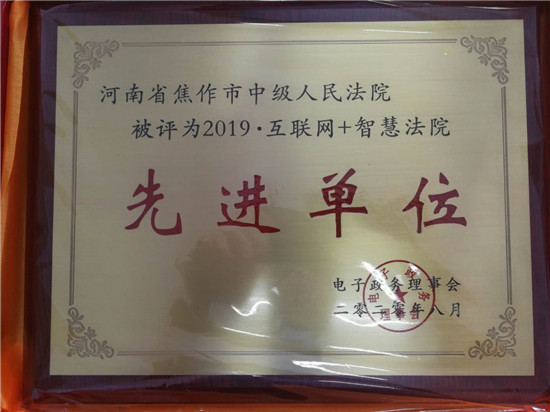 河南省焦作市中级人民法院
被评为2019·互联网+智慧法院
先进单位
电子政务理事会
二零二零年八月